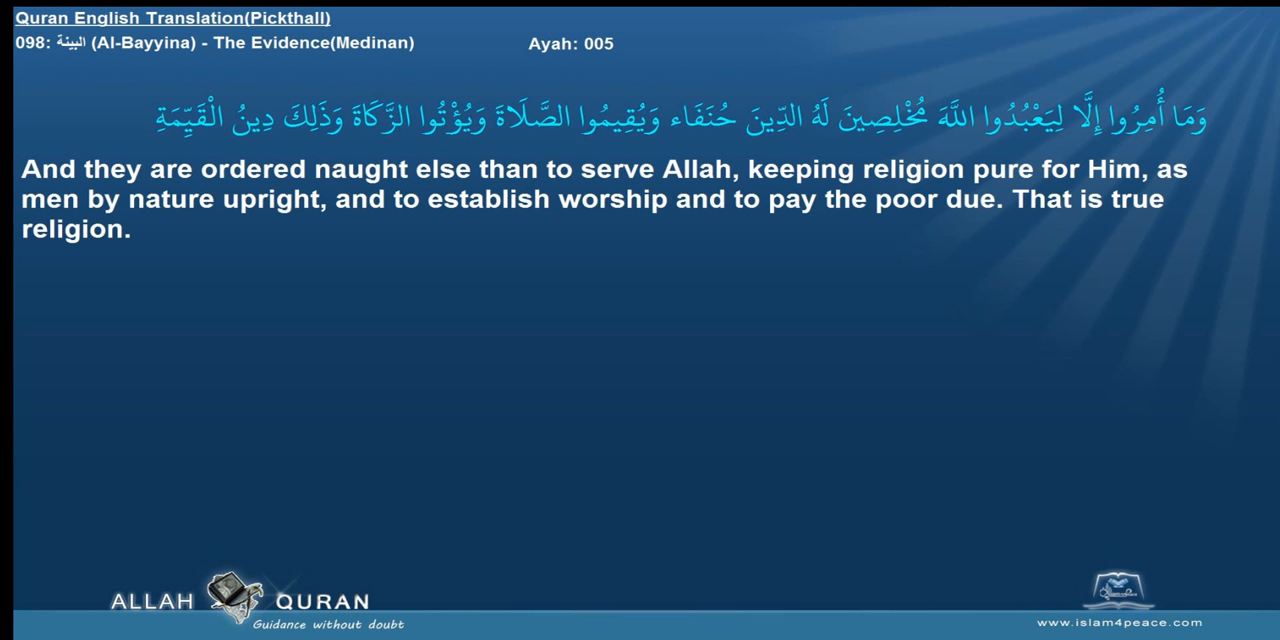 Quran English Translation(Pickthall)
098: البينة (Al-Bayyina) - The Evidence(Medinan) Ayah: 005
وَمَا أُمِرُوا إِلَّا لِيَعْبُدُوا اللَّهَ مُخْلِصِينَ لَهُ الدِّينَ حُنَفَاء وَيُقِيمُوا الصَّلَاةَ وَيُؤْتُوا الزَّكَاةَ وَذَلِكَ دِينُ الْقَيِّمَةِ
And they are ordered naught else than to serve Allah, keeping religion pure for Him, as
men by nature upright, and to establish worship and to pay the poor due. That is true
religion.
ALLAH QURAN
Guidance without doubt
www.islam4peace.com